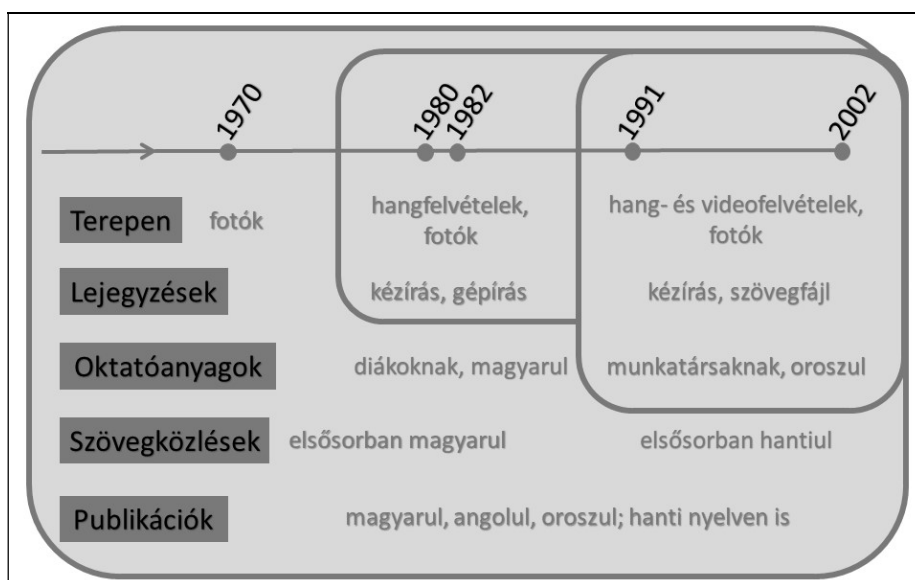 1970
1980
1982
1991
2002
Terepen
fotók
hangfelvételek,
fotók
hang- és videofelvételek,
fotók
Lejegyzések
kézírás, gépírás
kézírás, szövegfájl
Oktatóanyagok
diákoknak, magyarul
munkatársaknak, oroszul
Szövegközlések
elsősorban magyarul
elsősorban hantiul
Publikációk
magyarul, angolul, oroszul; hanti nyelven is